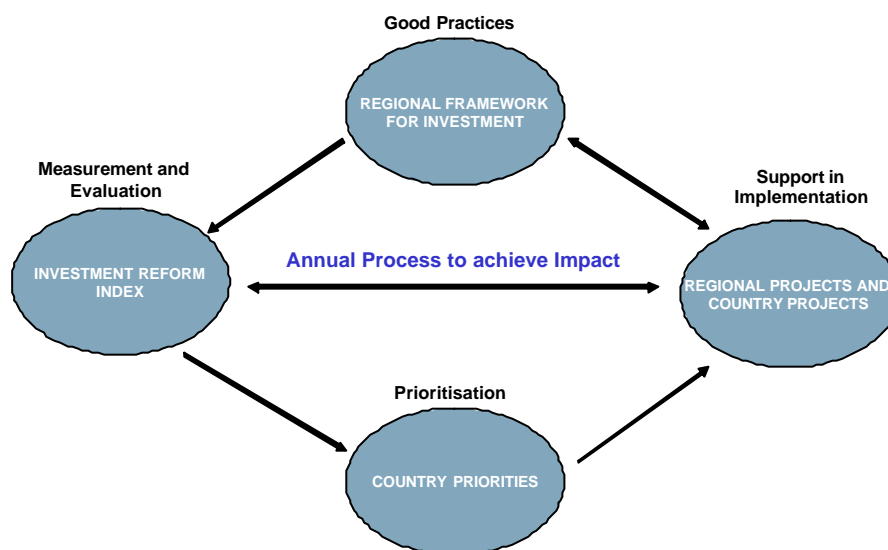 Good Practices
REGIONAL FRAMEWORK
FOR INVESTMENT
Measurement and
Evaluation
Support in
Implementation
Annual Process to achieve Impact
INVESTMENT REFORM
INDEX
REGIONAL PROJECTS AND
COUNTRY PROJECTS
Prioritisation
COUNTRY PRIORITIES